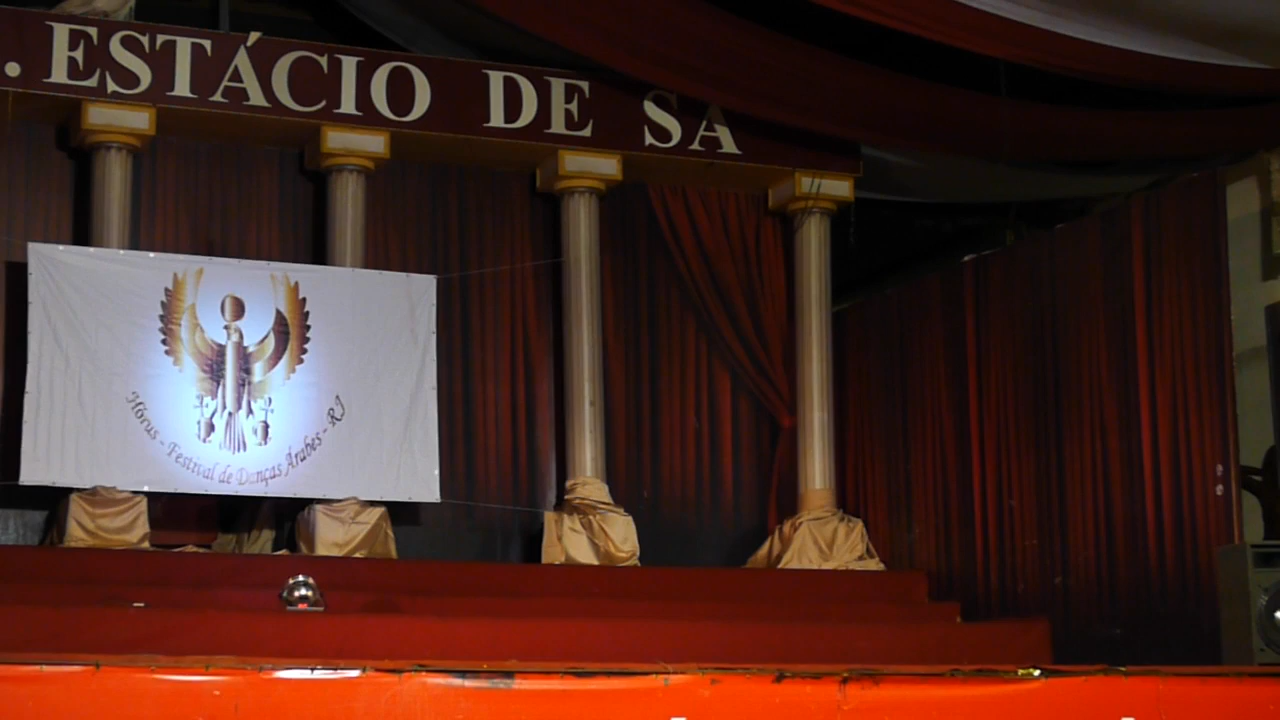 . ESTÁCIO DE SA
Hórus - Festival de Danças Árabes - RJ